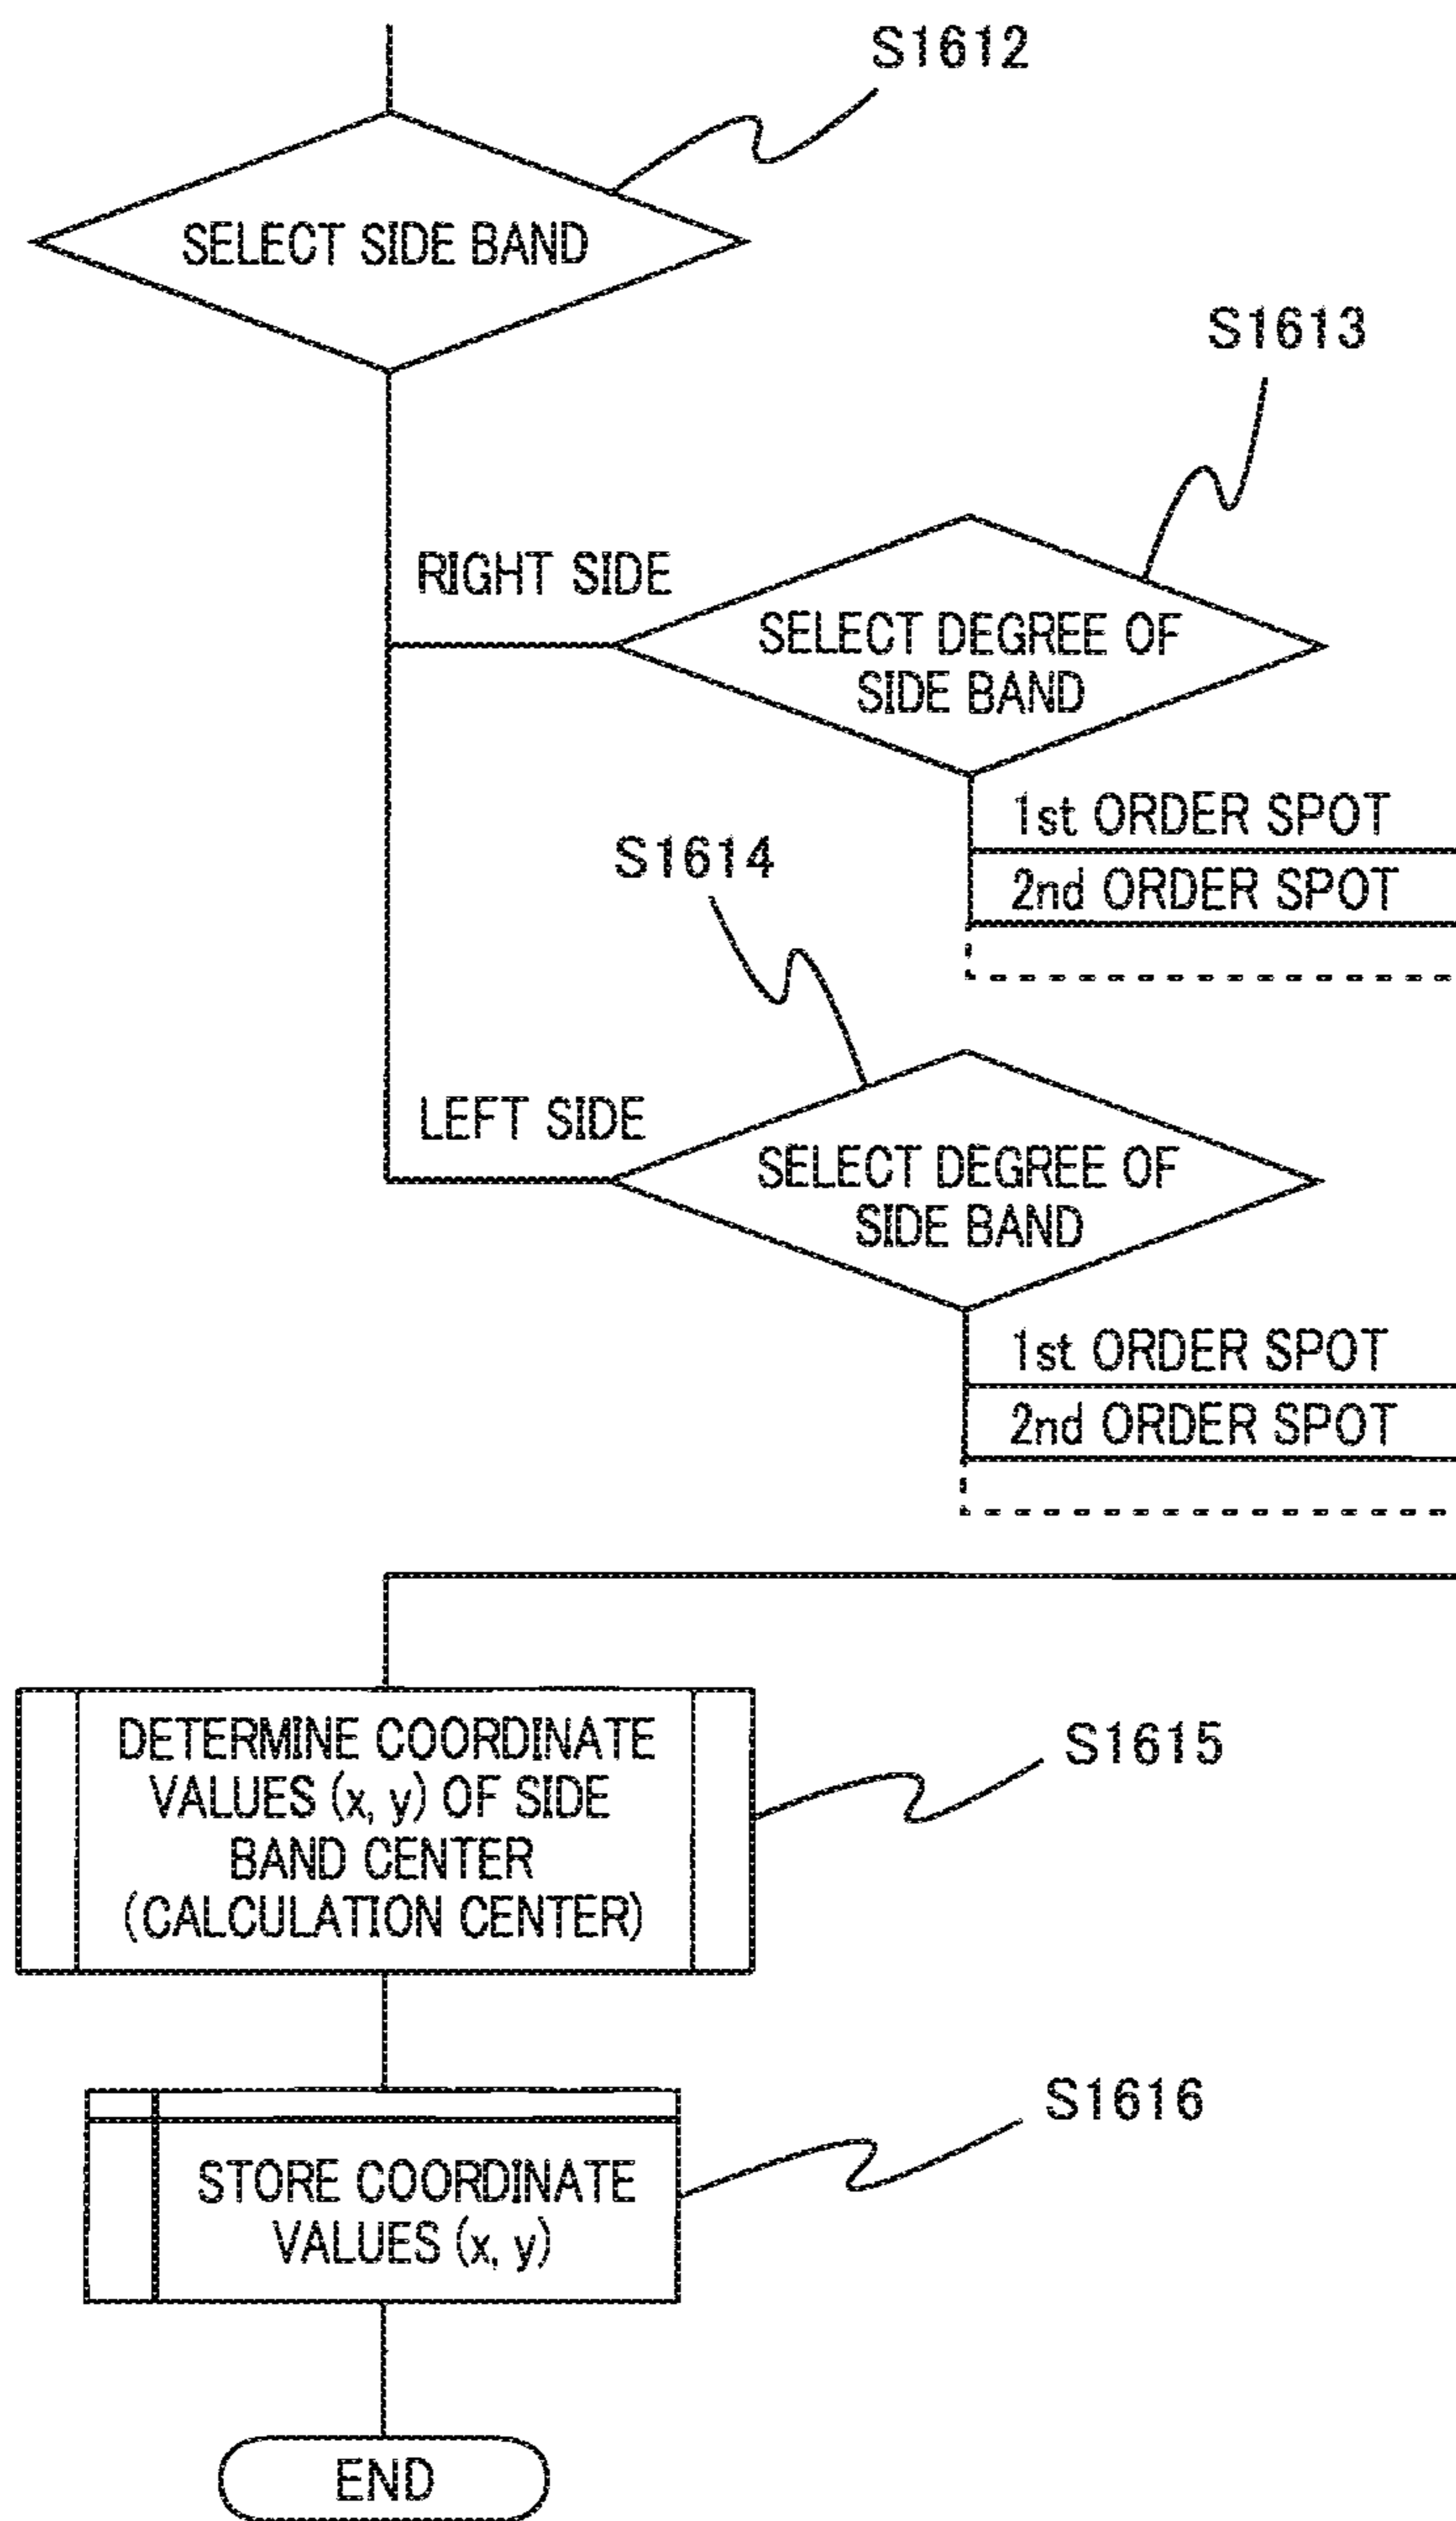 S1612
SELECT SIDE BAND
S1613
RIGHT SIDE
SELECT DEGREE OF
SIDE BAND
1st ORDER SPOT
2nd ORDER SPOT
S1614
LEFT SIDE
SELECT DEGREE OF
SIDE BAND
1st ORDER SPOT
2nd ORDER SPOT
DETERMINE COORDINATE
VALUES (x, y) OF SIDE
BAND CENTER
(CALCULATION CENTER)
S1615
S1616
STORE COORDINATE
VALUES (x, y)
END